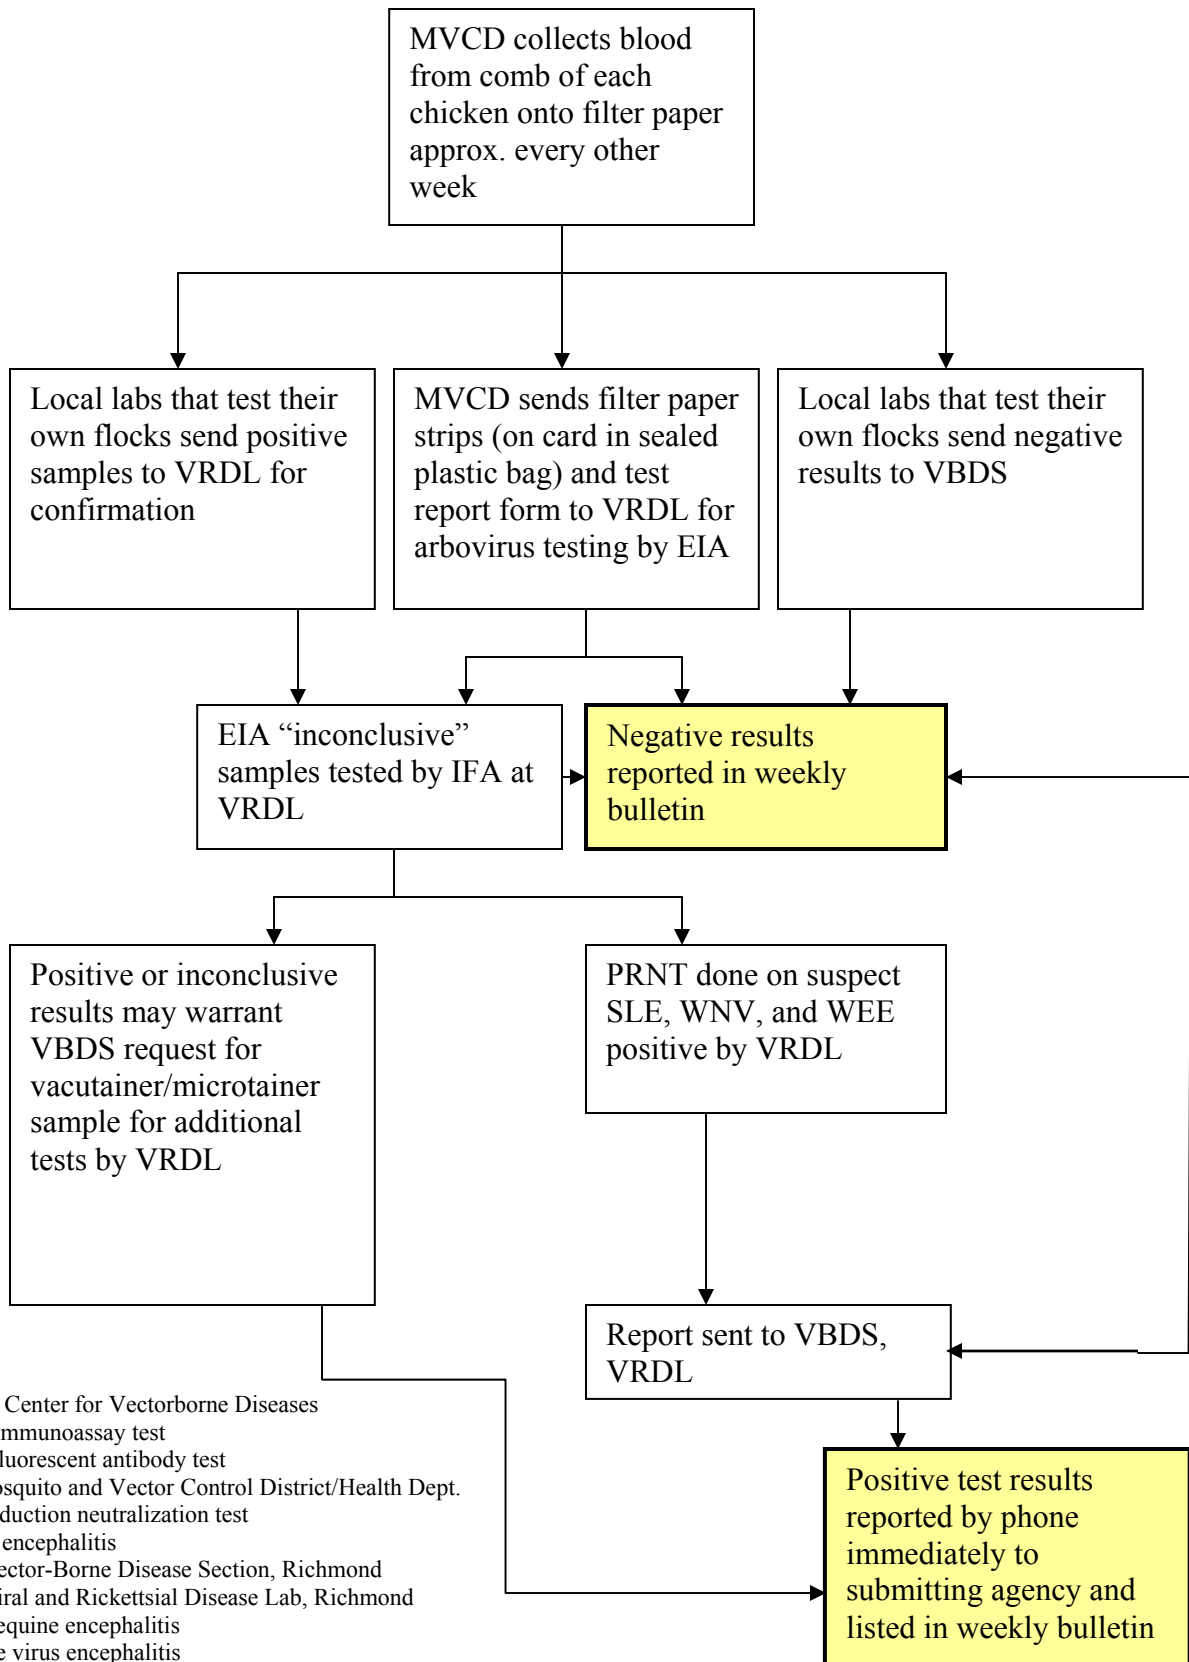 MVCD collects blood
from comb of each
chicken onto filter paper
approx. every other
week
Local labs that test their
own flocks send positive
samples to VRDL for
confirmation
MVCD sends filter paper
strips (on card in sealed
plastic bag) and test
report form to VRDL for
arbovirus testing by EIA
Local labs that test their
own flocks send negative
results to VBDS
EIA “inconclusive”
samples tested by IFA at
VRDL
Negative results
reported in weekly
bulletin
Positive or inconclusive
results may warrant
VBDS request for
vacutainer/microtainer
sample for additional
tests by VRDL
PRNT done on suspect
SLE, WNV, and WEE
positive by VRDL
Report sent to VBDS,
VRDL
Center for Vectorborne Diseases
mmunoassay test
luorescent antibody test
osquito and Vector Control District/Health Dept.
duction neutralization test
encephalitis
ector-Borne Disease Section, Richmond
iral and Rickettsial Disease Lab, Richmond
equine encephalitis
e virus encephalitis
Positive test results
reported by phone
immediately to
submitting agency and
listed in weekly bulletin